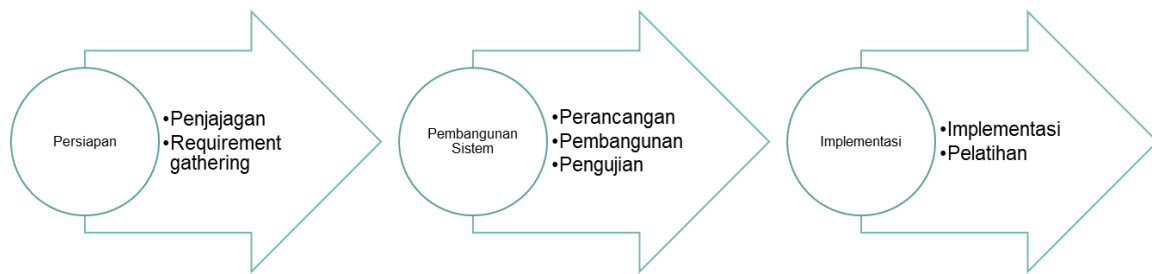 Persiapan
•Penjajagan
•Requirement
gathering
Pembangunan
Sistem
•Perancangan
•Pembangunan
•Pengujian
Implementasi
•Implementasi
•Pelatihan